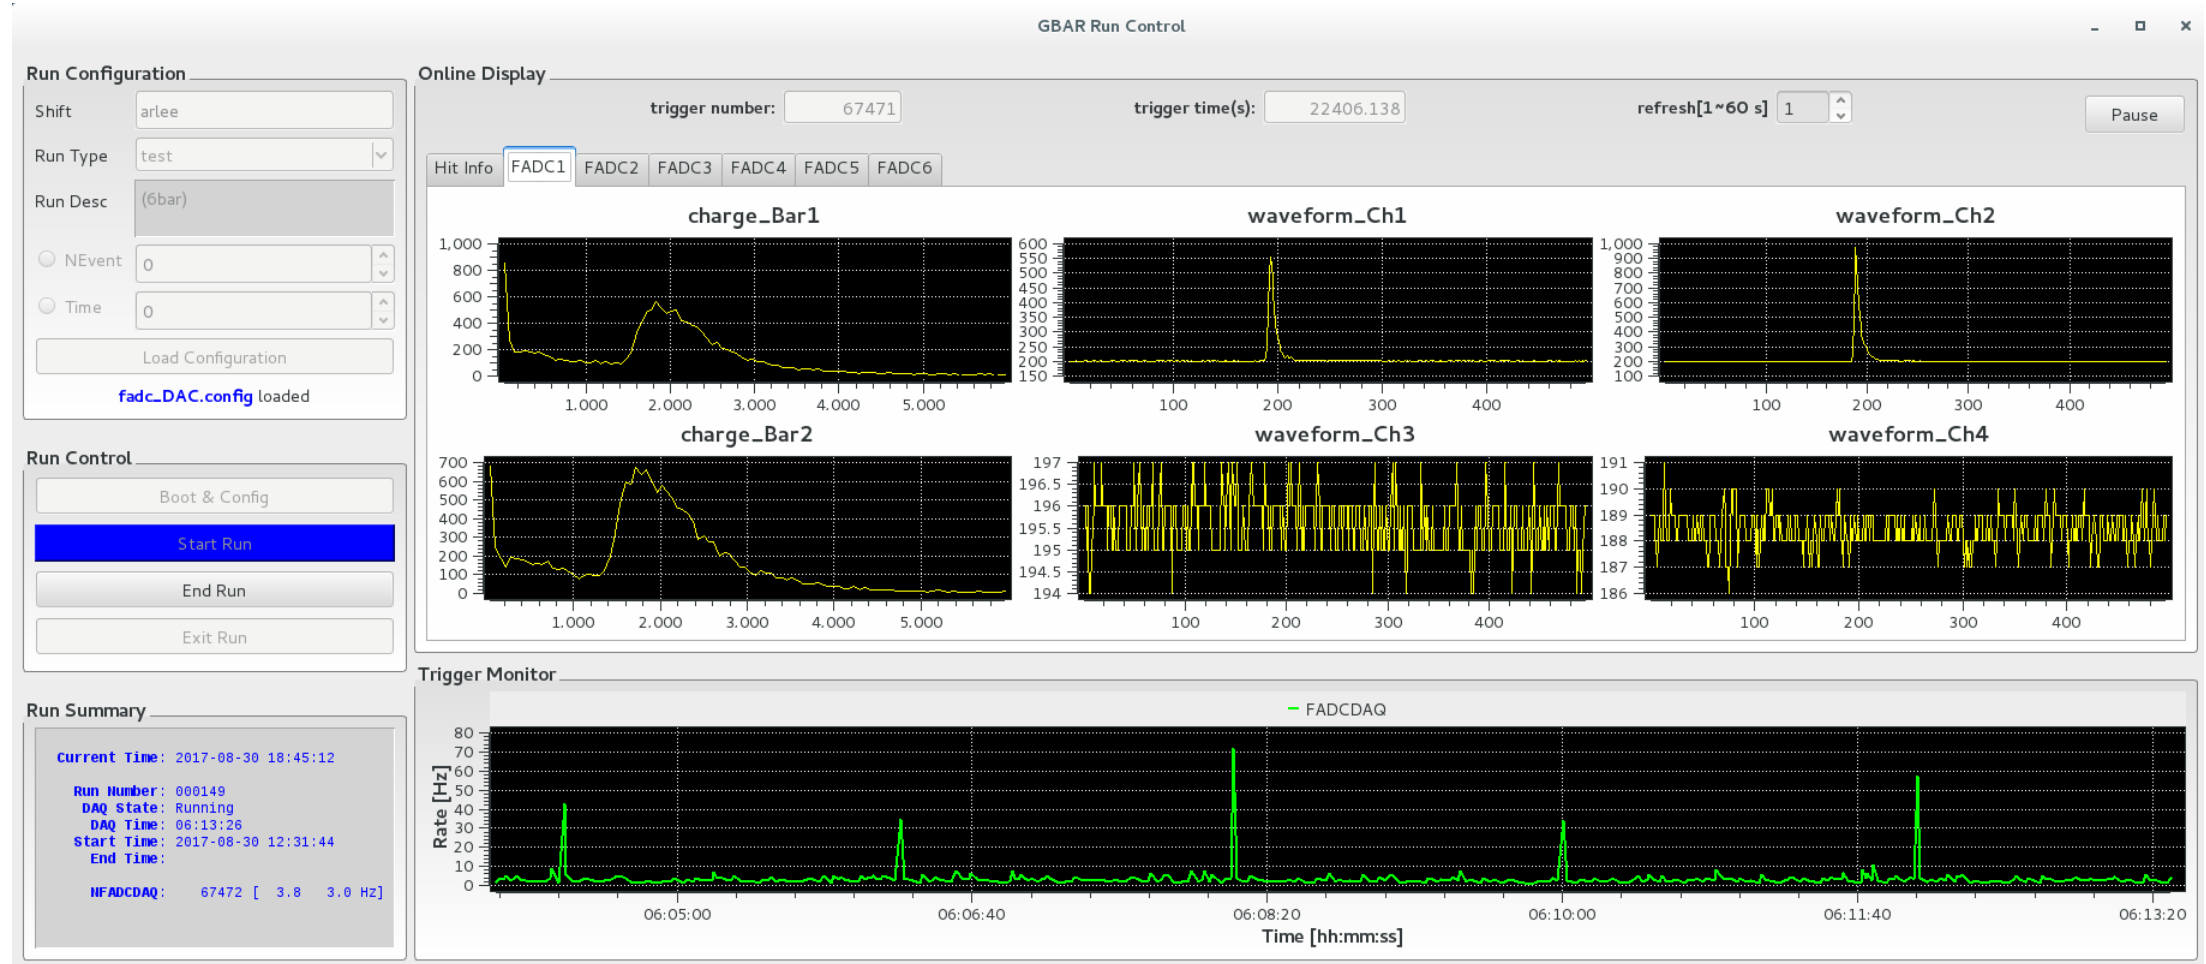 GBAR Run Control
Run Configuration
Shift arlee
Run Type test
Run Desc (6bar)
NEvent 0
Time 0
Load Configuration
fadc_DAC.config loaded
Run Control
Boot & Config
Start Run
End Run
Exit Run
Run Summary
Current Time: 2017-08-30 18:45:12
Run Number: 000149
DAQ State: Running
DAQ Time: 06:13:26
Start Time: 2017-08-30 12:31:44
End Time:
NFADCDAQ: 67472 [ 3.8 3.0 Hz]
Online Display
trigger number: 67471 trigger time(s): 22406.138 refresh[1~60 s] 1 Pause
Hit Info FADC1 FADC2 FADC3 FADC4 FADC5 FADC6
charge_Bar1
1,000
800
600
400
200
0
1.000 2.000 3.000 4.000 5.000
waveform_Ch1
600
550
500
450
400
350
300
250
200
150
100 200 300 400
waveform_Ch2
1,000
900
800
700
600
500
400
300
200
100
100 200 300 400
charge_Bar2
700
600
500
400
300
200
100
0
1.000 2.000 3.000 4.000 5.000
waveform_Ch3
197
196.5
196
195.5
195
194.5
194
100 200 300 400
waveform_Ch4
191
190
189
188
187
186
100 200 300 400
Trigger Monitor
FADCDAQ
Rate [Hz]
80
70
60
50
40
30
20
10
0
06:05:00 06:06:40 06:08:20 06:10:00 06:11:40 06:13:20
Time [hh:mm:ss]